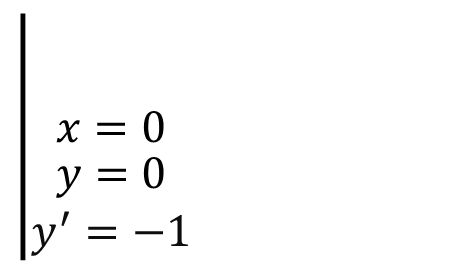 x = 0
y = 0
y′ = −1